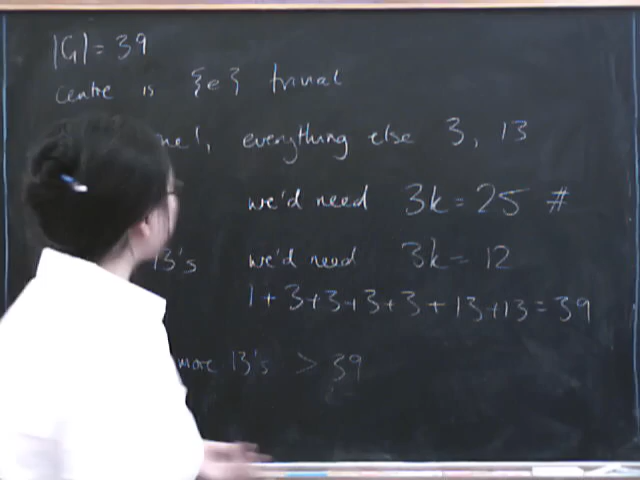 |G| = 39
centre is {e} trivial
ne 1, everything else 3, 13
we'd need 3k = 25 #
13's we'd need 3k = 12
1 + 3 + 3 + 3 + 3 + 13 + 13 = 39
more 13's > 39